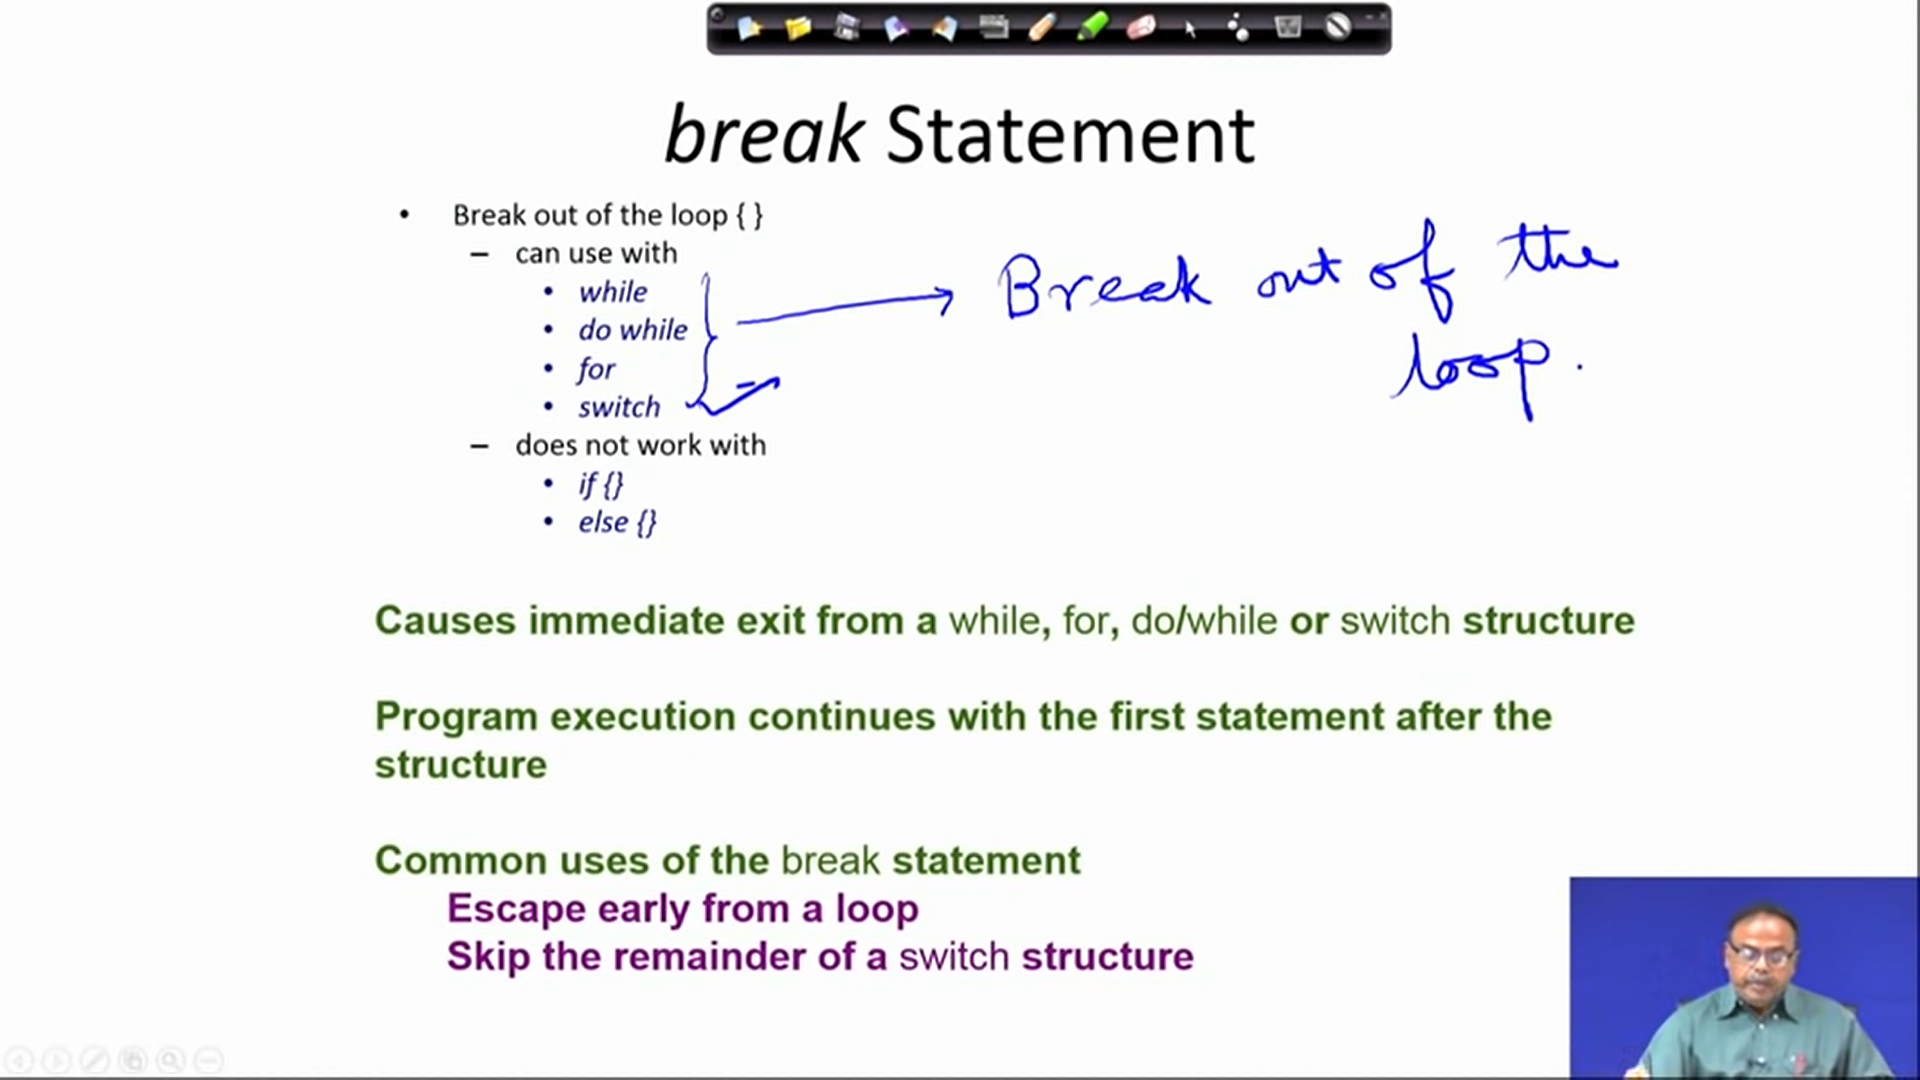 break Statement
• Break out of the loop { }
– can use with
• while
• do while
• for
• switch
– does not work with
• if {}
• else {}
Break out of the
loop.
Causes immediate exit from a while, for, do/while or switch structure
Program execution continues with the first statement after the
structure
Common uses of the break statement
Escape early from a loop
Skip the remainder of a switch structure